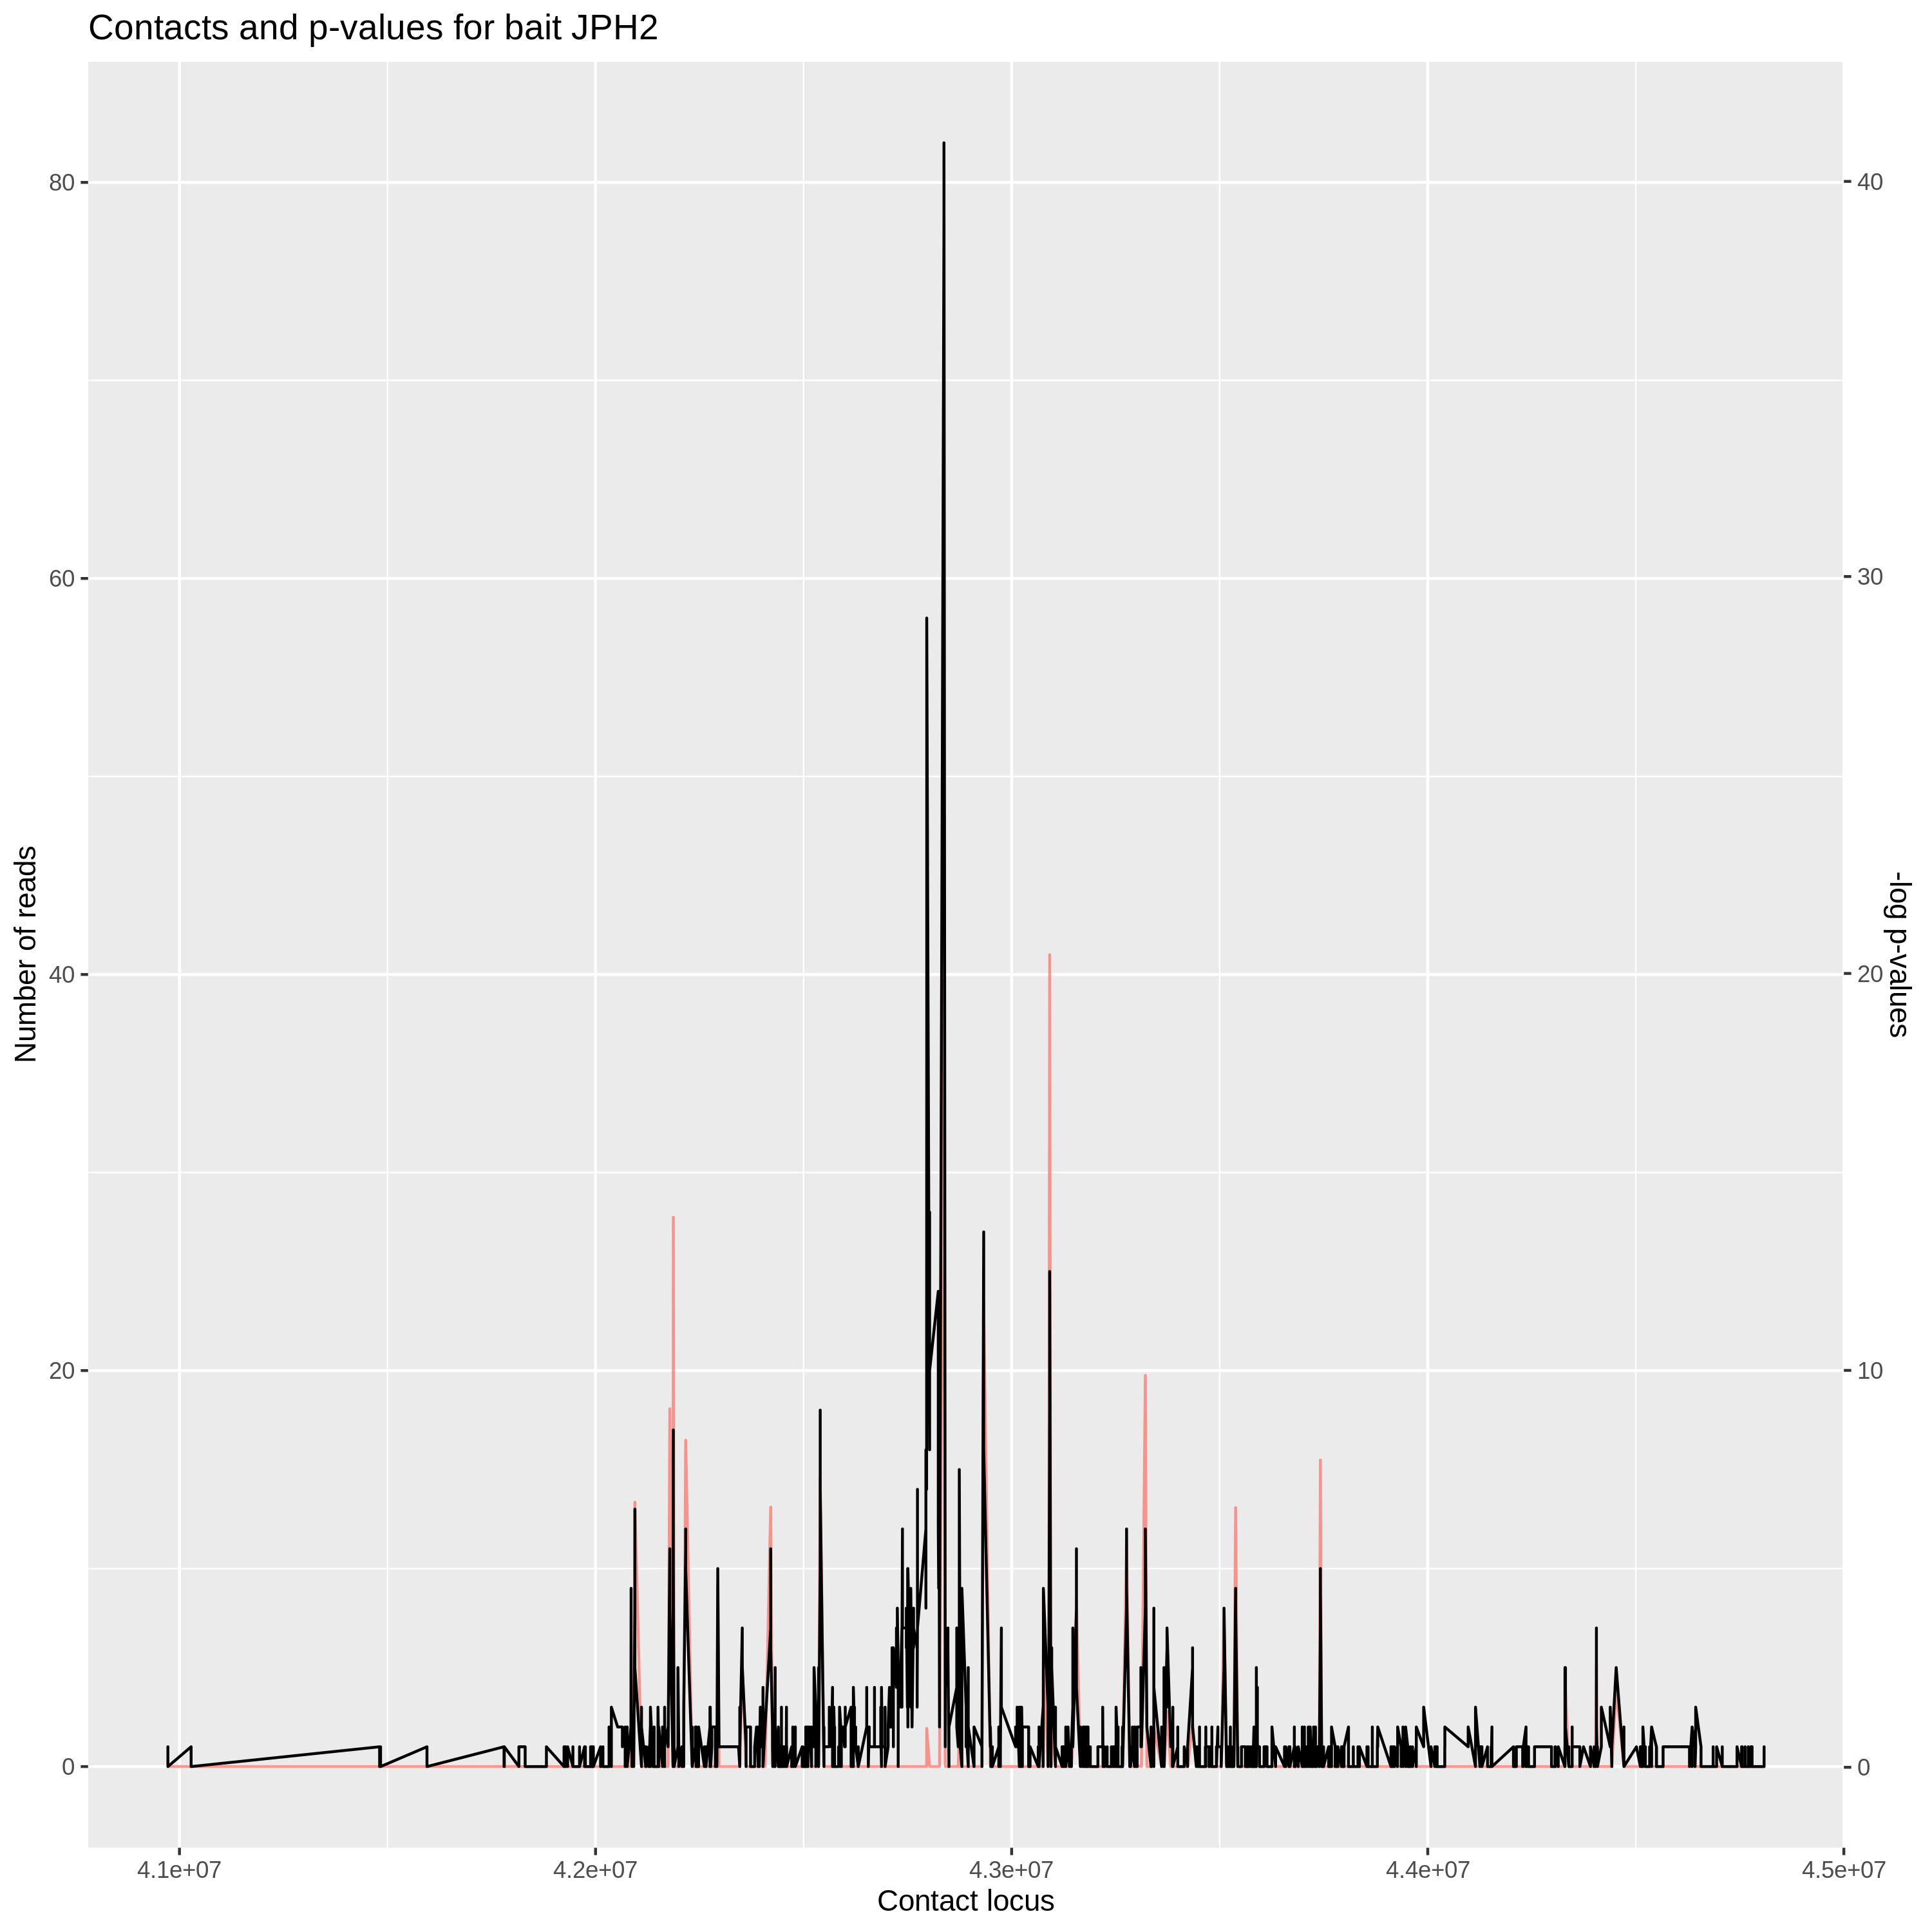 Contacts and p-values for bait JPH2
80
60
40
20
0
Number of reads
40
30
20
10
0
-log p-values
4.1e+07
4.2e+07
4.3e+07
4.4e+07
4.5e+07
Contact locus